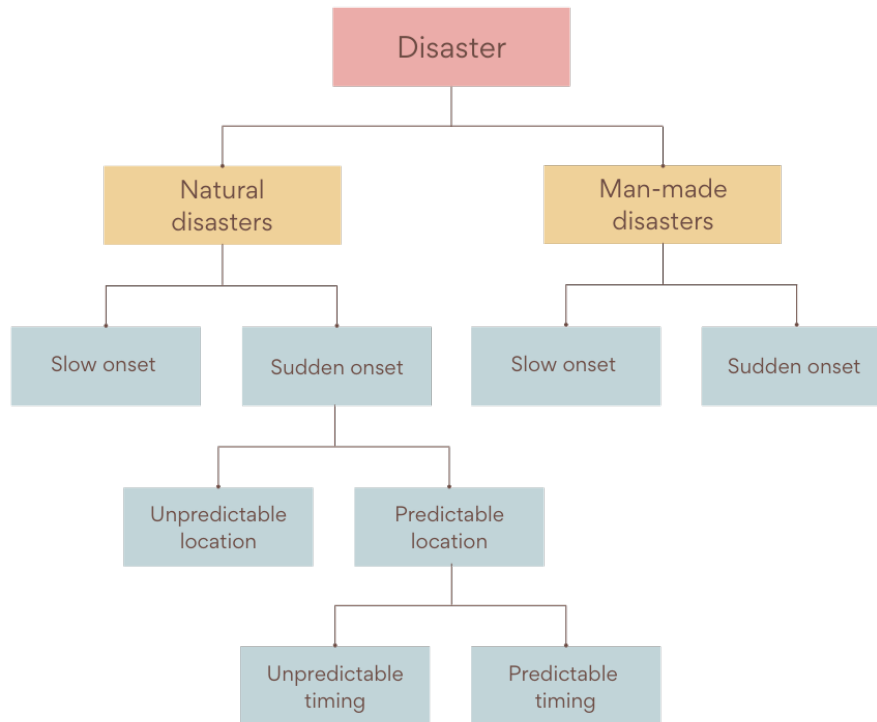 Disaster
Natural
disasters
Man-made
disasters
Slow onset
Sudden onset
Slow onset
Sudden onset
Unpredictable
location
Predictable
location
Unpredictable
timing
Predictable
timing